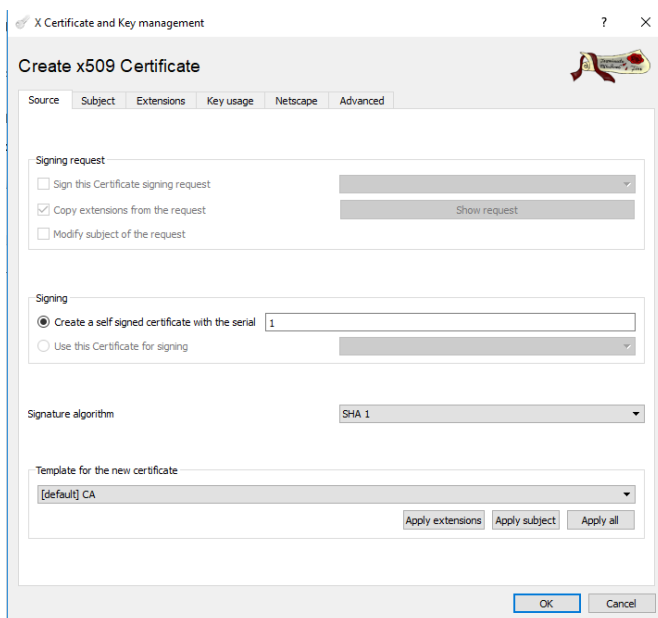 X Certificate and Key management
?
Create x509 Certificate
Source Subject Extensions Key usage Netscape Advanced
Signing request
Sign this Certificate signing request
Copy extensions from the request Show request
Modify subject of the request
Signing
Create a self signed certificate with the serial 1
Use this Certificate for signing
Signature algorithm SHA 1
Template for the new certificate
[default] CA
Apply extensions Apply subject Apply all
OK Cancel